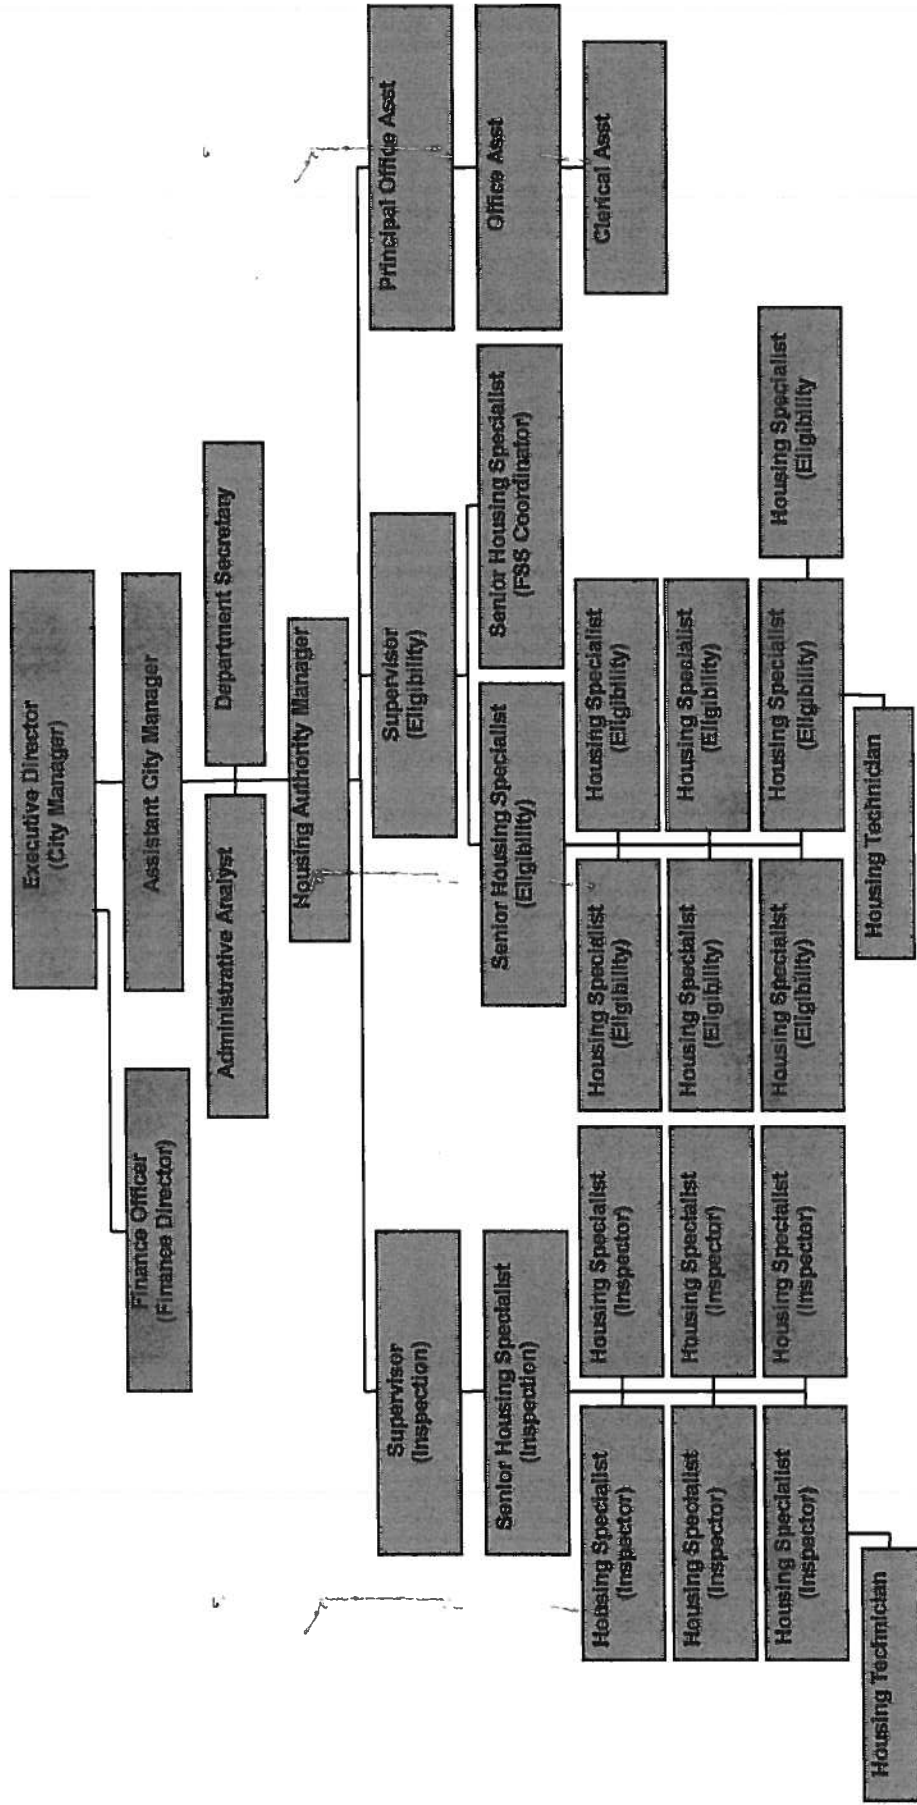 Executive Director
(City Manager)
Finance Officer
(Finance Director)
Assistant City Manager
Administrative Analyst
Department Secretary
Housing Authority Manager
Supervisor
(Inspection)
Supervisor
(Eligibility)
Principal Office Asst
Senior Housing Specialist
(Inspection)
Senior Housing Specialist
(Eligibility)
Senior Housing Specialist
(FSS Coordinator)
Office Asst
Housing Specialist
(Inspector)
Housing Specialist
(Inspector)
Housing Specialist
(Eligibility)
Housing Specialist
(Eligibility)
Clerical Asst
Housing Specialist
(Inspector)
Housing Specialist
(Inspector)
Housing Specialist
(Eligibility)
Housing Specialist
(Eligibility)
Housing Specialist
(Inspector)
Housing Specialist
(Inspector)
Housing Specialist
(Eligibility)
Housing Specialist
(Eligibility)
Housing Specialist
(Eligibility
Housing Technician
Housing Technician